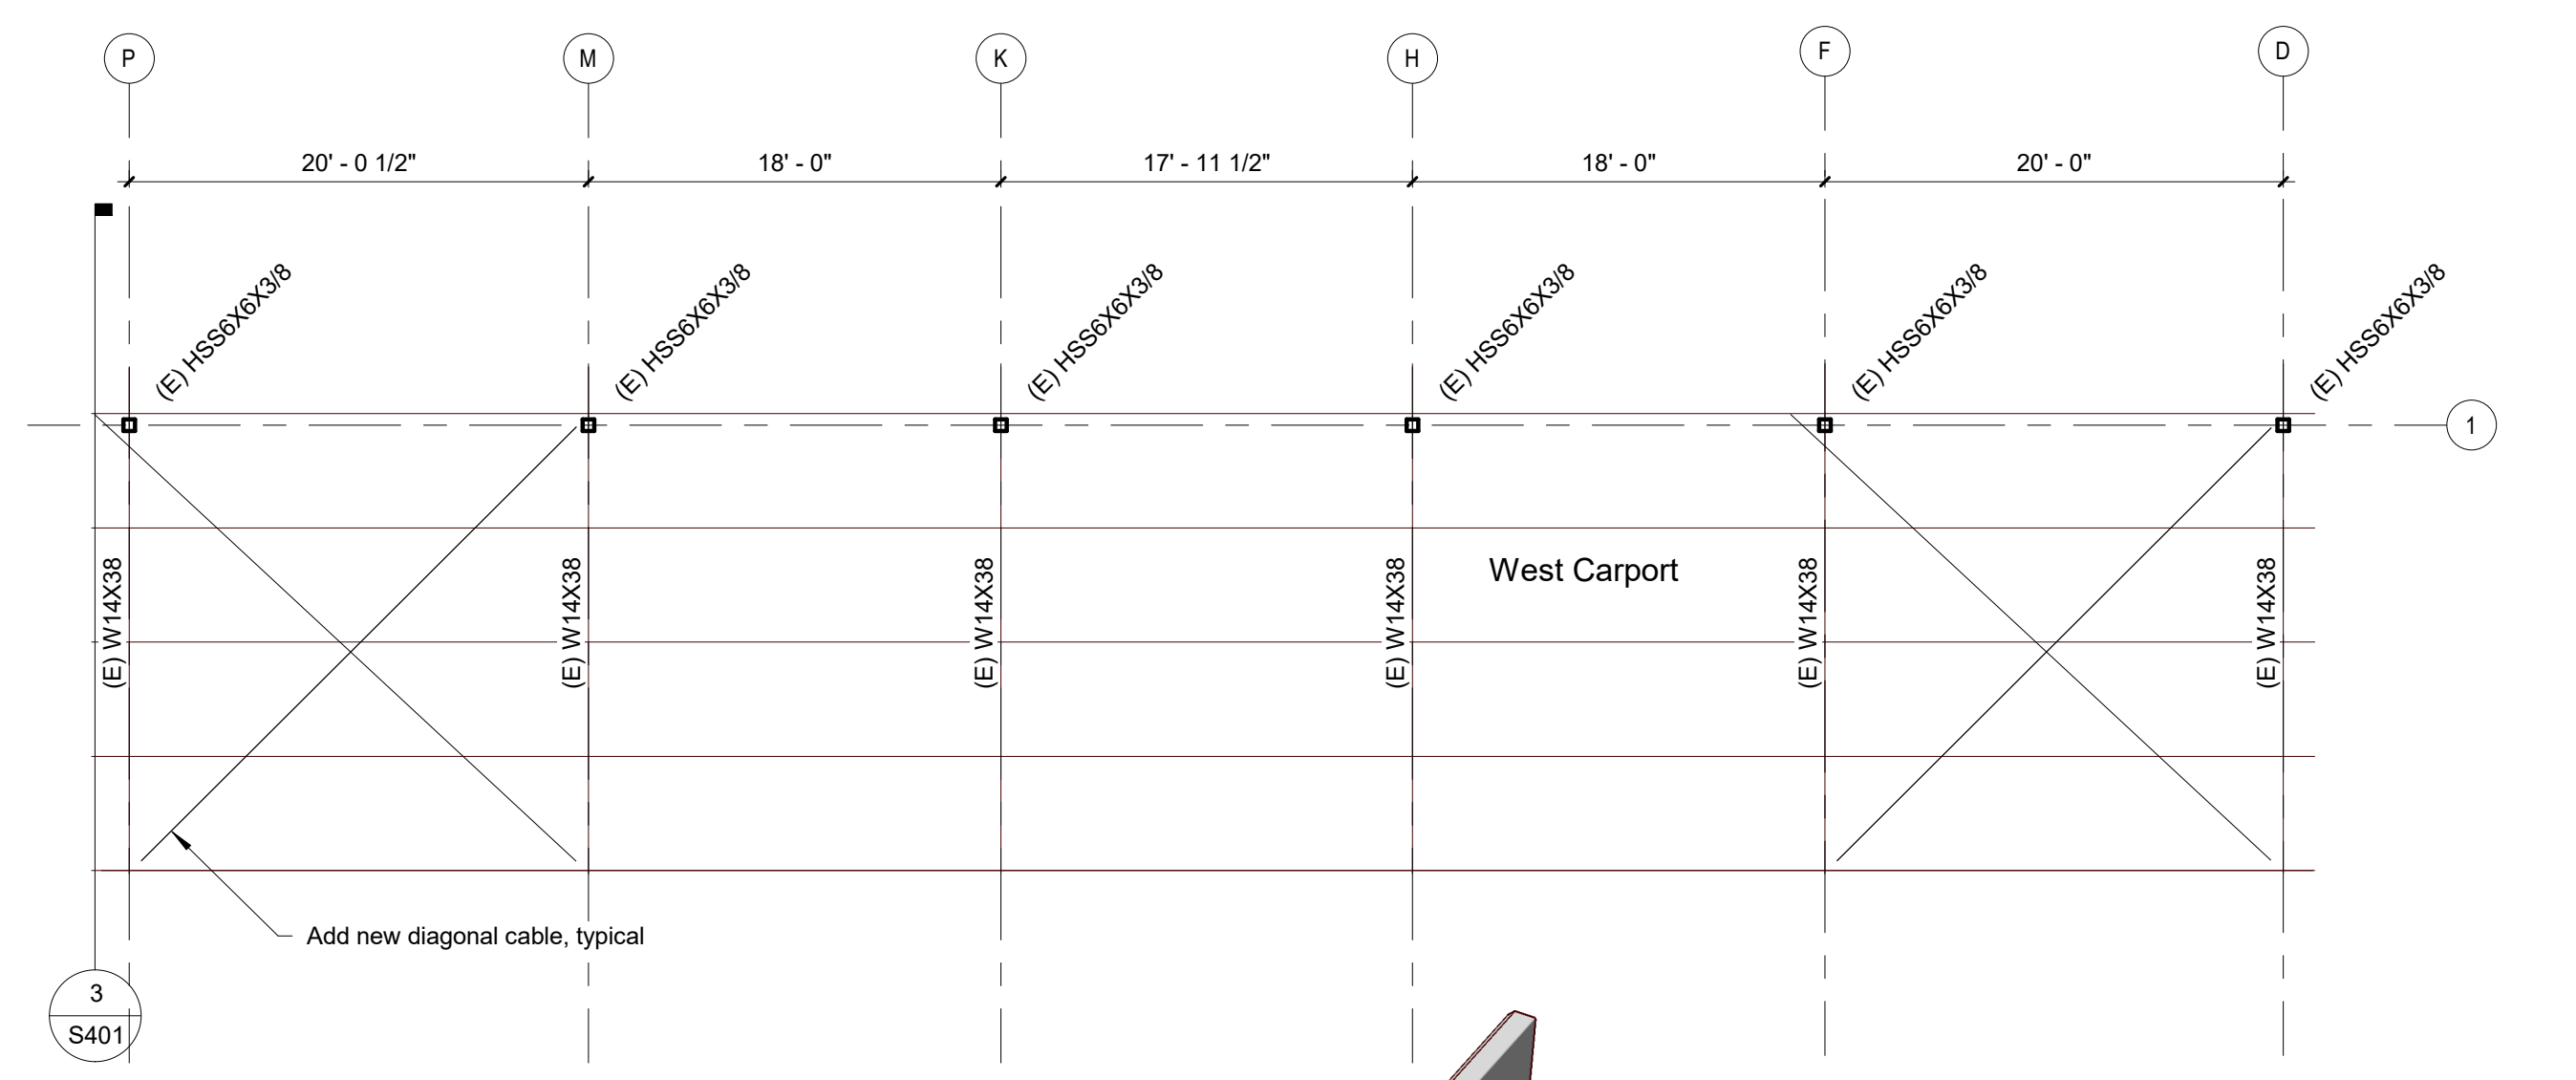 P
M
K
H
F
D
20' - 0 1/2"
18' - 0"
17' - 11 1/2"
18' - 0"
20' - 0"
(E) HSS6X6X3/8
(E) HSS6X6X3/8
(E) HSS6X6X3/8
(E) HSS6X6X3/8
(E) HSS6X6X3/8
(E) HSS6X6X3/8
1
(E) W14X38
(E) W14X38
(E) W14X38
(E) W14X38
West Carport
(E) W14X38
(E) W14X38
Add new diagonal cable, typical
3
S401